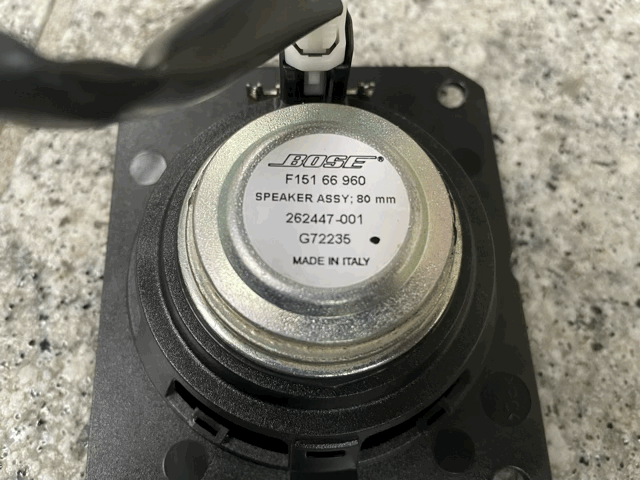 BOSE®
F151 66 960
SPEAKER ASSY; 80 mm
262447-001
G72235
MADE IN ITALY